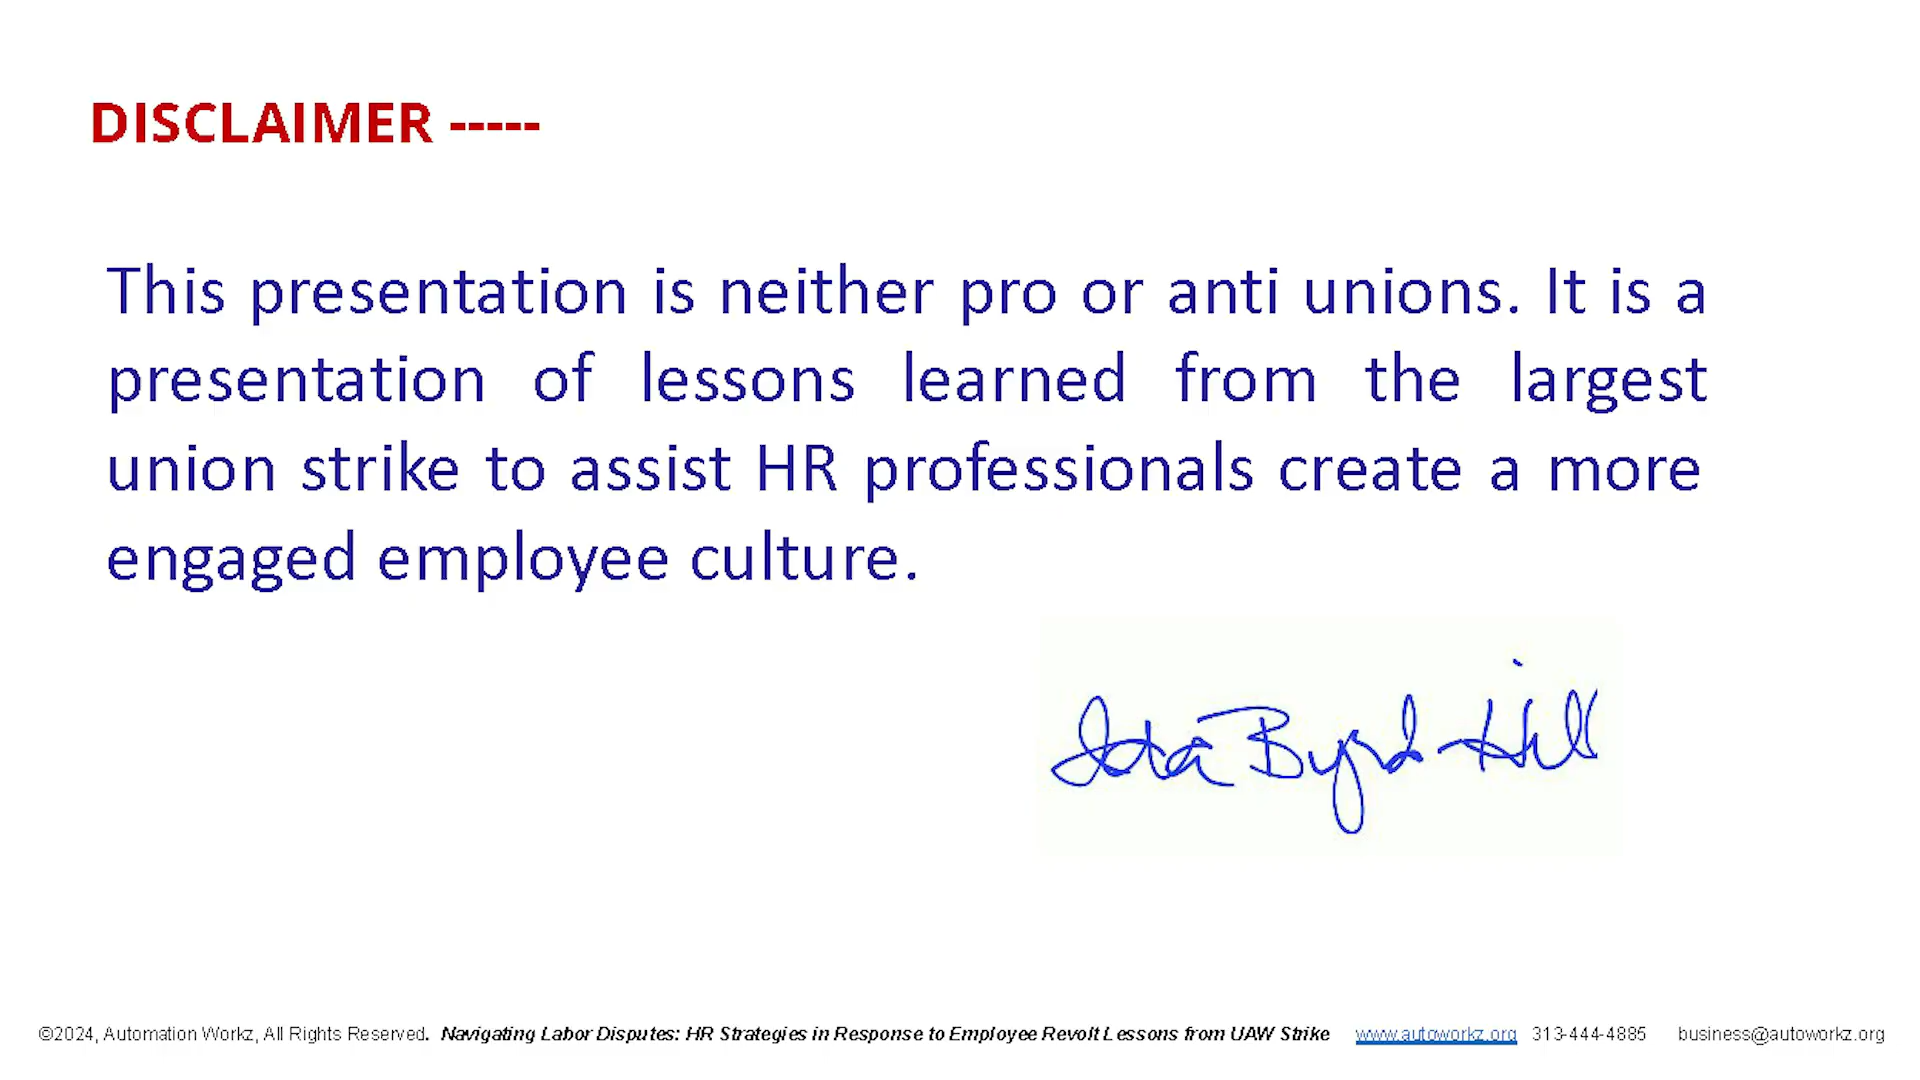 DISCLAIMER -----
This presentation is neither pro or anti unions. It is a
presentation of lessons learned from the largest
union strike to assist HR professionals create a more
engaged employee culture.
Ida Byrd-Hill
©2024, Automation Workz, All Rights Reserved. Navigating Labor Disputes: HR Strategies in Response to Employee Revolt Lessons from UAW Strike www.autoworkz.org 313-444-4885 business@autoworkz.org